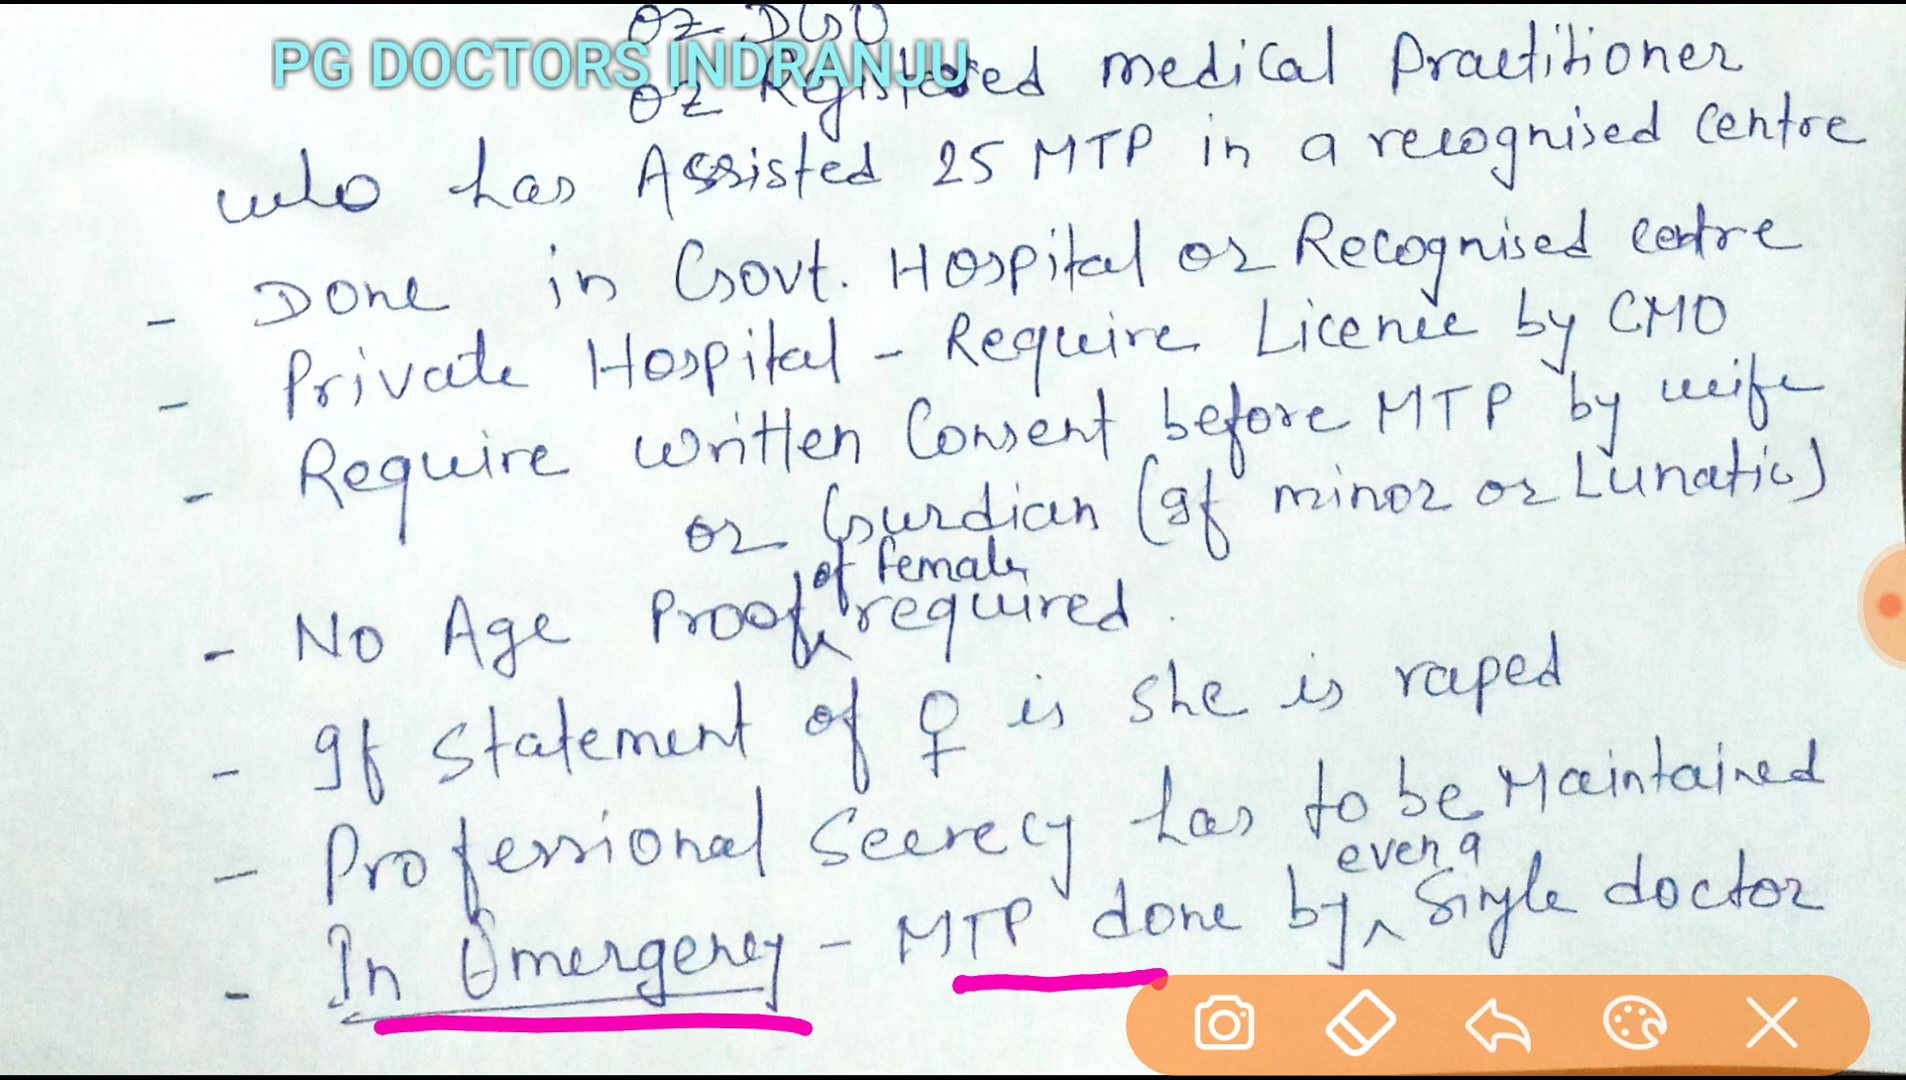 or DGO
PG DOCTORS INDRANJU
or Registered medical Practitioner
who has Assisted 25 MTP in a recognised Centre
- Done in Govt. Hospital or Recognised centre
- Private Hospital - Require Licence by CMO
- Require written Consent before MTP by wife
or Gurdian (If minor or Lunatic)
of female
- No Age Proof required.
- If statement of ♀ is she is raped
- Professional Secrecy has to be Maintained
even a
- In Emergency - MTP done by ^ Single doctor